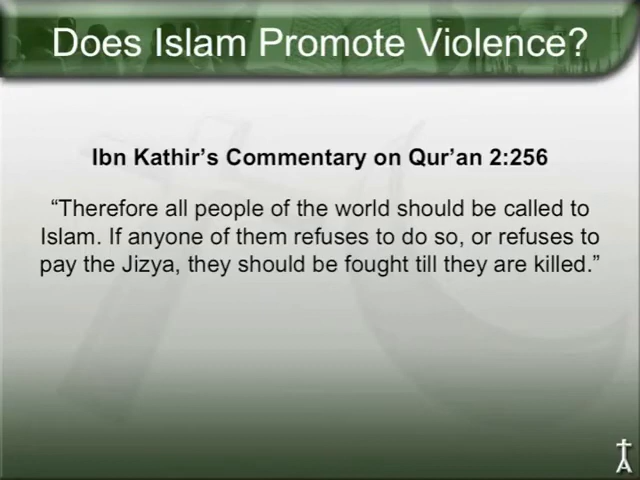 Does Islam Promote Violence?
Ibn Kathir’s Commentary on Qur’an 2:256
“Therefore all people of the world should be called to
Islam. If anyone of them refuses to do so, or refuses to
pay the Jizya, they should be fought till they are killed.”